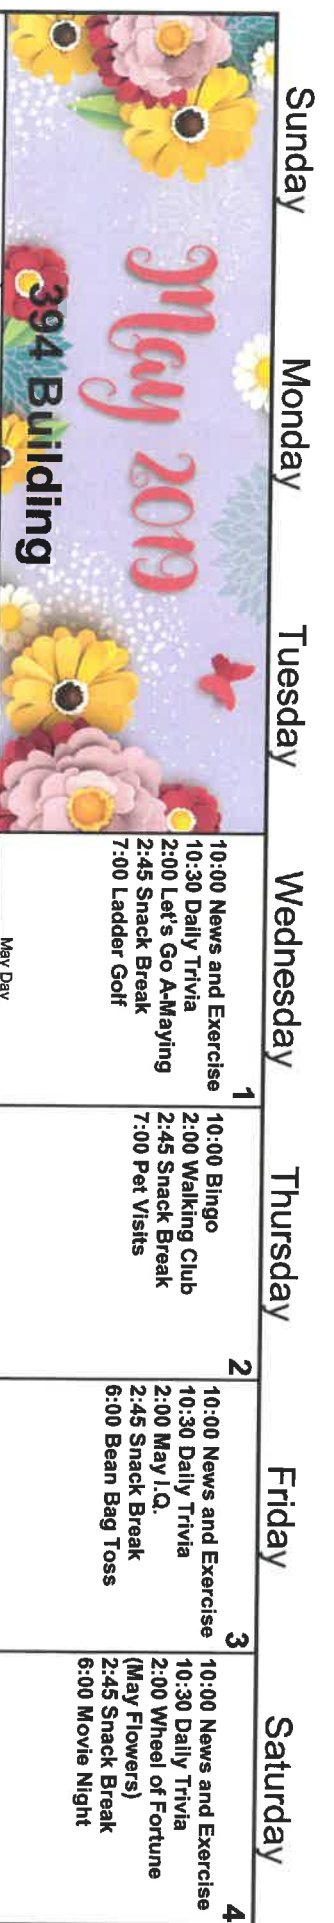 Sunday Monday Tuesday Wednesday Thursday Friday Saturday
May 2019
394 Building
1
10:00 News and Exercise
10:30 Daily Trivia
2:00 Let's Go A-Maying
2:45 Snack Break
7:00 Ladder Golf
May Day
2
10:00 Bingo
2:00 Walking Club
2:45 Snack Break
7:00 Pet Visits
3
10:00 News and Exercise
10:30 Daily Trivia
2:00 May I.Q.
2:45 Snack Break
6:00 Bean Bag Toss
4
10:00 News and Exercise
10:30 Daily Trivia
2:00 Wheel of Fortune
(May Flowers)
2:45 Snack Break
6:00 Movie Night